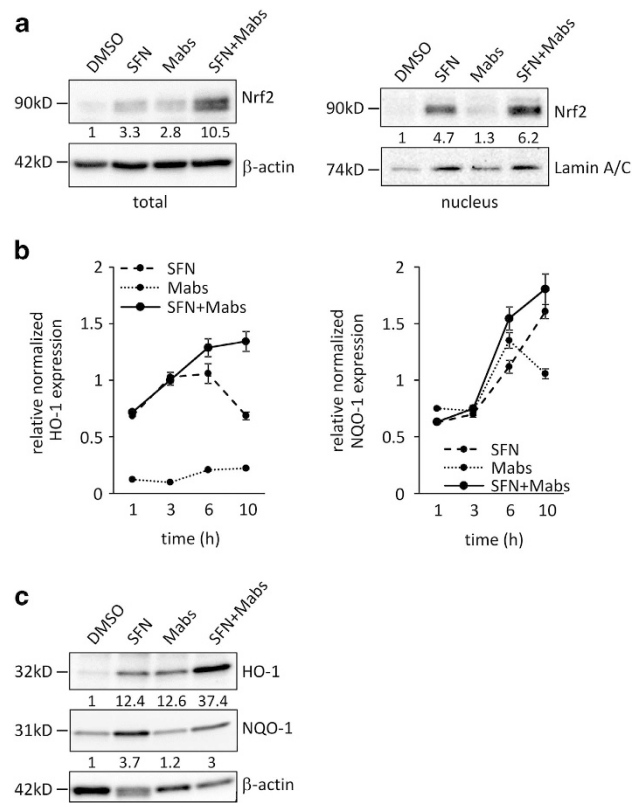 a
DMSO SFN Mabs SFN+Mabs
90kD Nrf2
1 3.3 2.8 10.5
42kD β-actin
total
DMSO SFN Mabs SFN+Mabs
90kD Nrf2
1 4.7 1.3 6.2
74kD Lamin A/C
nucleus
b
relative normalized
HO-1 expression
2
1.5
1
0.5
0
SFN
Mabs
SFN+Mabs
1 3 6 10
time (h)
relative normalized
NQO-1 expression
2
1.5
1
0.5
0
SFN
Mabs
SFN+Mabs
1 3 6 10
time (h)
c
DMSO SFN Mabs SFN+Mabs
32kD HO-1
1 12.4 12.6 37.4
31kD NQO-1
1 3.7 1.2 3
42kD β-actin